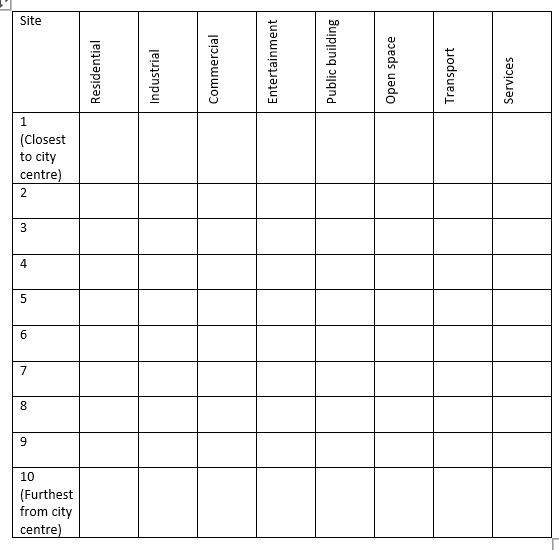 Site
Residential
Industrial
Commercial
Entertainment
Public building
Open space
Transport
Services
1
(Closest
to city
centre)
2
3
4
5
6
7
8
9
10
(Furthest
from city
centre)